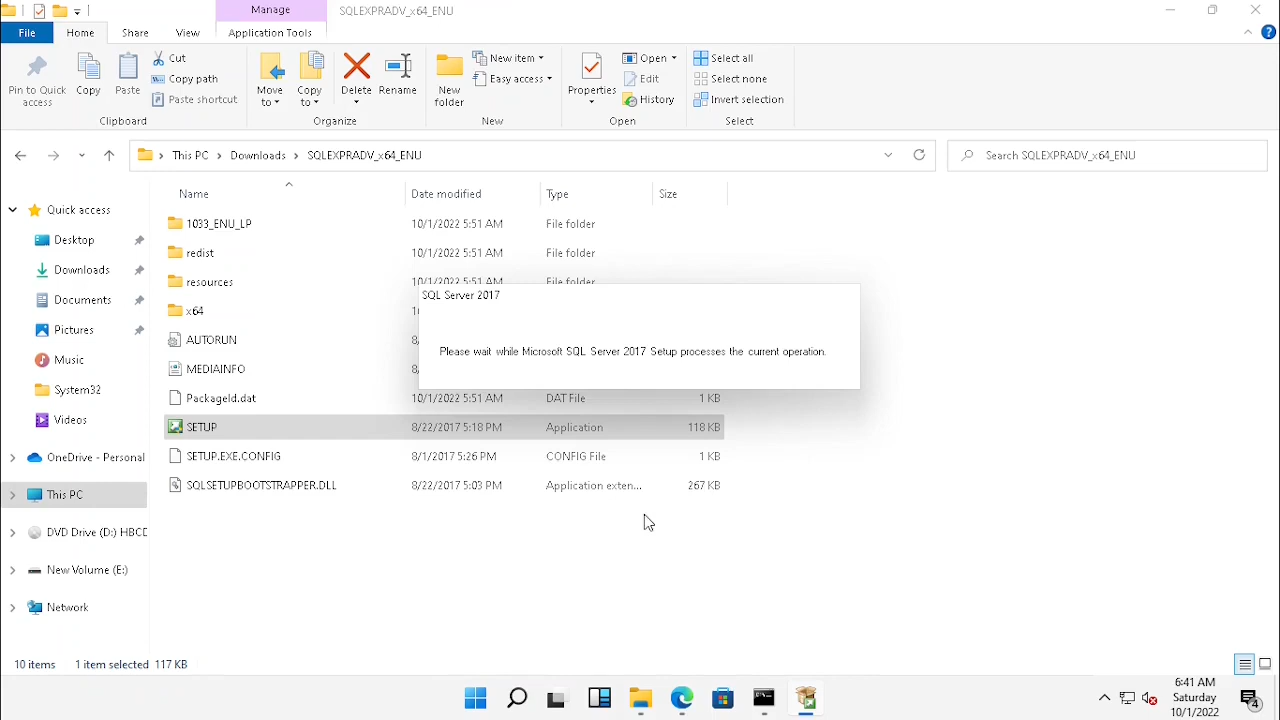 Manage
SQLEXPRADV_x64_ENU
File
Home
Share
View
Application Tools
Pin to Quick access
Copy
Paste
Cut
Copy path
Paste shortcut
Clipboard
Move to
Copy to
Delete
Rename
Organize
New folder
New item
Easy access
New
Properties
Open
Edit
History
Open
Select all
Select none
Invert selection
Select
This PC > Downloads > SQLEXPRADV_x64_ENU
Search SQLEXPRADV_x64_ENU
Quick access
Desktop
Downloads
Documents
Pictures
Music
System32
Videos
OneDrive - Personal
This PC
DVD Drive (D:) HBCD
New Volume (E:)
Network
Name Date modified Type Size
1033_ENU_LP 10/1/2022 5:51 AM File folder
redist 10/1/2022 5:51 AM File folder
resources 10/1/2022 5:51 AM File folder
x64
AUTORUN
MEDIAINFO
PackageId.dat 10/1/2022 5:51 AM DAT File 1 KB
SETUP 8/22/2017 5:18 PM Application 118 KB
SETUP.EXE.CONFIG 8/1/2017 5:26 PM CONFIG File 1 KB
SQLSETUPBOOTSTRAPPER.DLL 8/22/2017 5:03 PM Application exten... 267 KB
SQL Server 2017
Please wait while Microsoft SQL Server 2017 Setup processes the current operation.
10 items 1 item selected 117 KB
6:41 AM
Saturday
10/1/2022
4